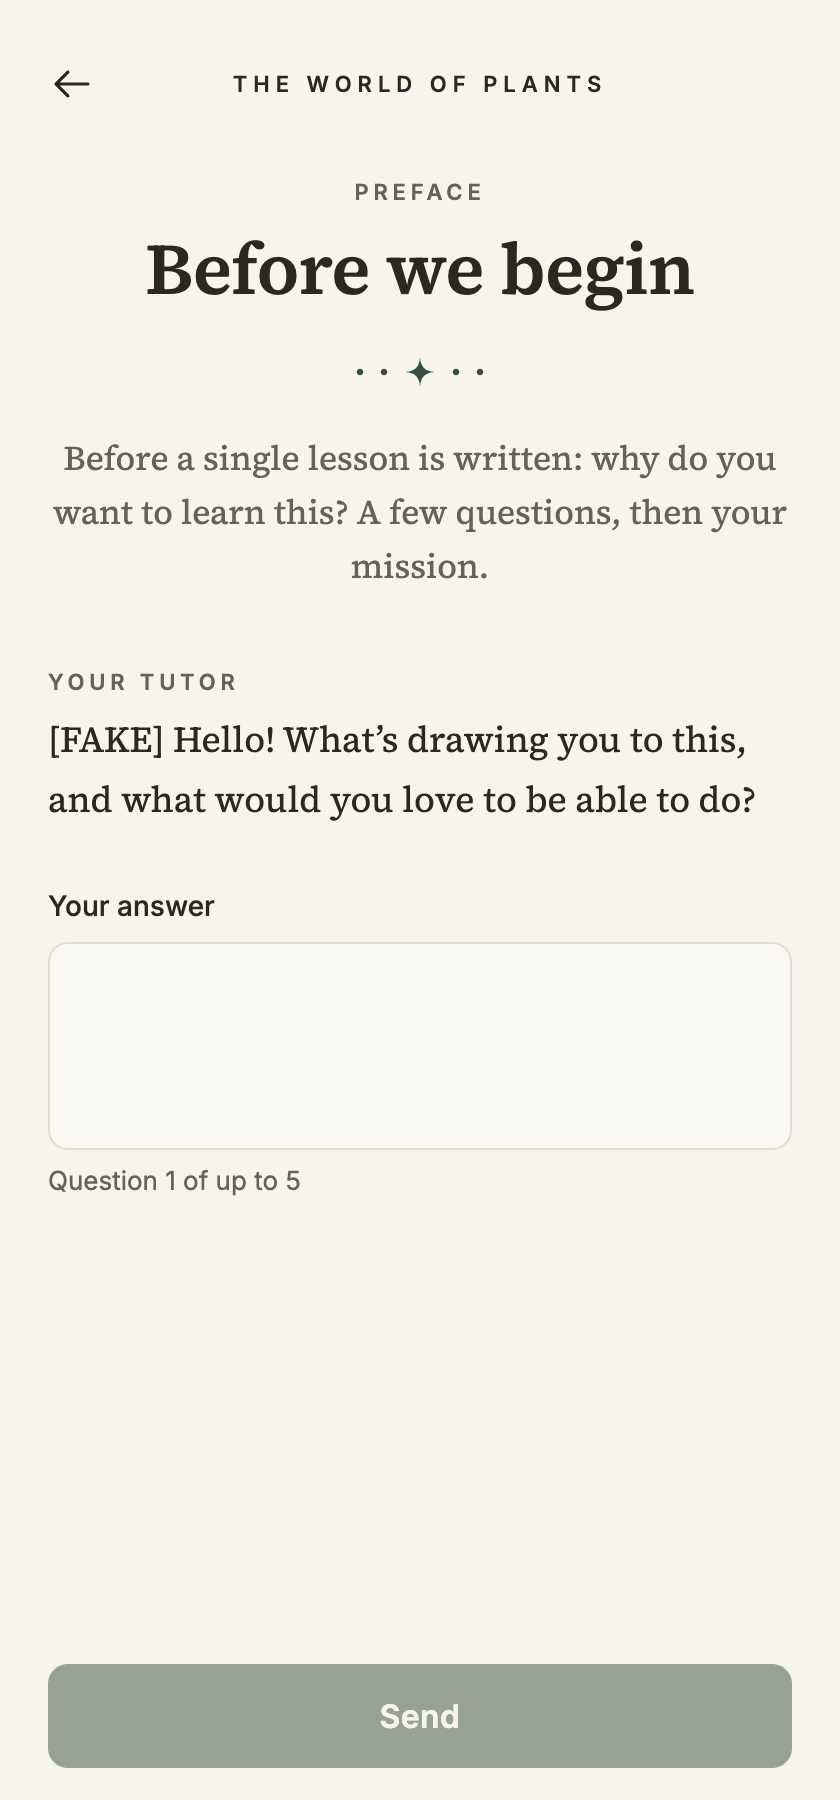 THE WORLD OF PLANTS
PREFACE
Before we begin
Before a single lesson is written: why do you
want to learn this? A few questions, then your
mission.
YOUR TUTOR
[FAKE] Hello! What’s drawing you to this,
and what would you love to be able to do?
Your answer
Question 1 of up to 5
Send